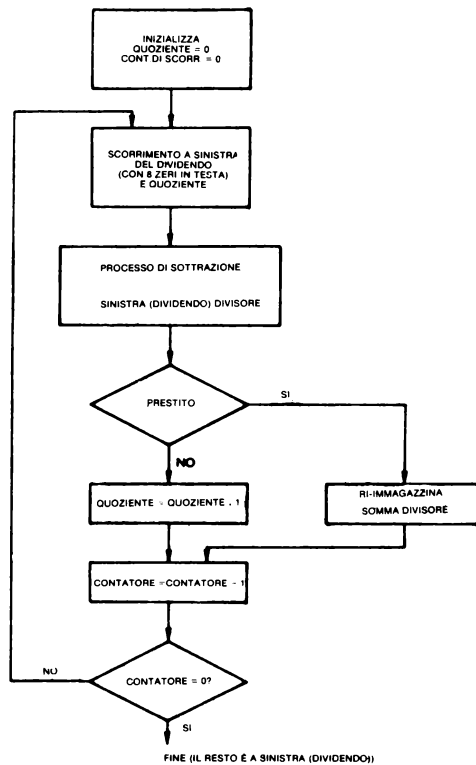 INIZIALIZZA
QUOZIENTE = 0
CONT DI SCORR = 0
SCORRIMENTO A SINISTRA
DEL DIVIDENDO
(CON 8 ZERI IN TESTA)
E QUOZIENTE
PROCESSO DI SOTTRAZIONE
SINISTRA (DIVIDENDO) DIVISORE
PRESTITO
SI
NO
QUOZIENTE = QUOZIENTE . 1
RI-IMMAGAZZINA
SOMMA DIVISORE
CONTATORE = CONTATORE - 1
NO
CONTATORE = 0?
SI
FINE (IL RESTO È A SINISTRA (DIVIDENDO))